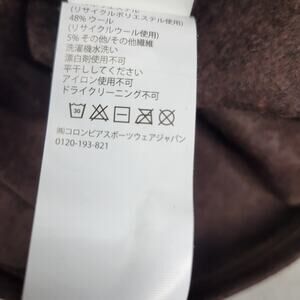 (リサイクルポリエステル使用)
48% ウール
(リサイクルウール使用)
5% その他/その他繊維
洗濯機水洗い
漂白剤使用不可
平干ししてください
アイロン使用不可
ドライクリーニング不可
30
㈱コロンビアスポーツウェアジャパン
0120-193-821